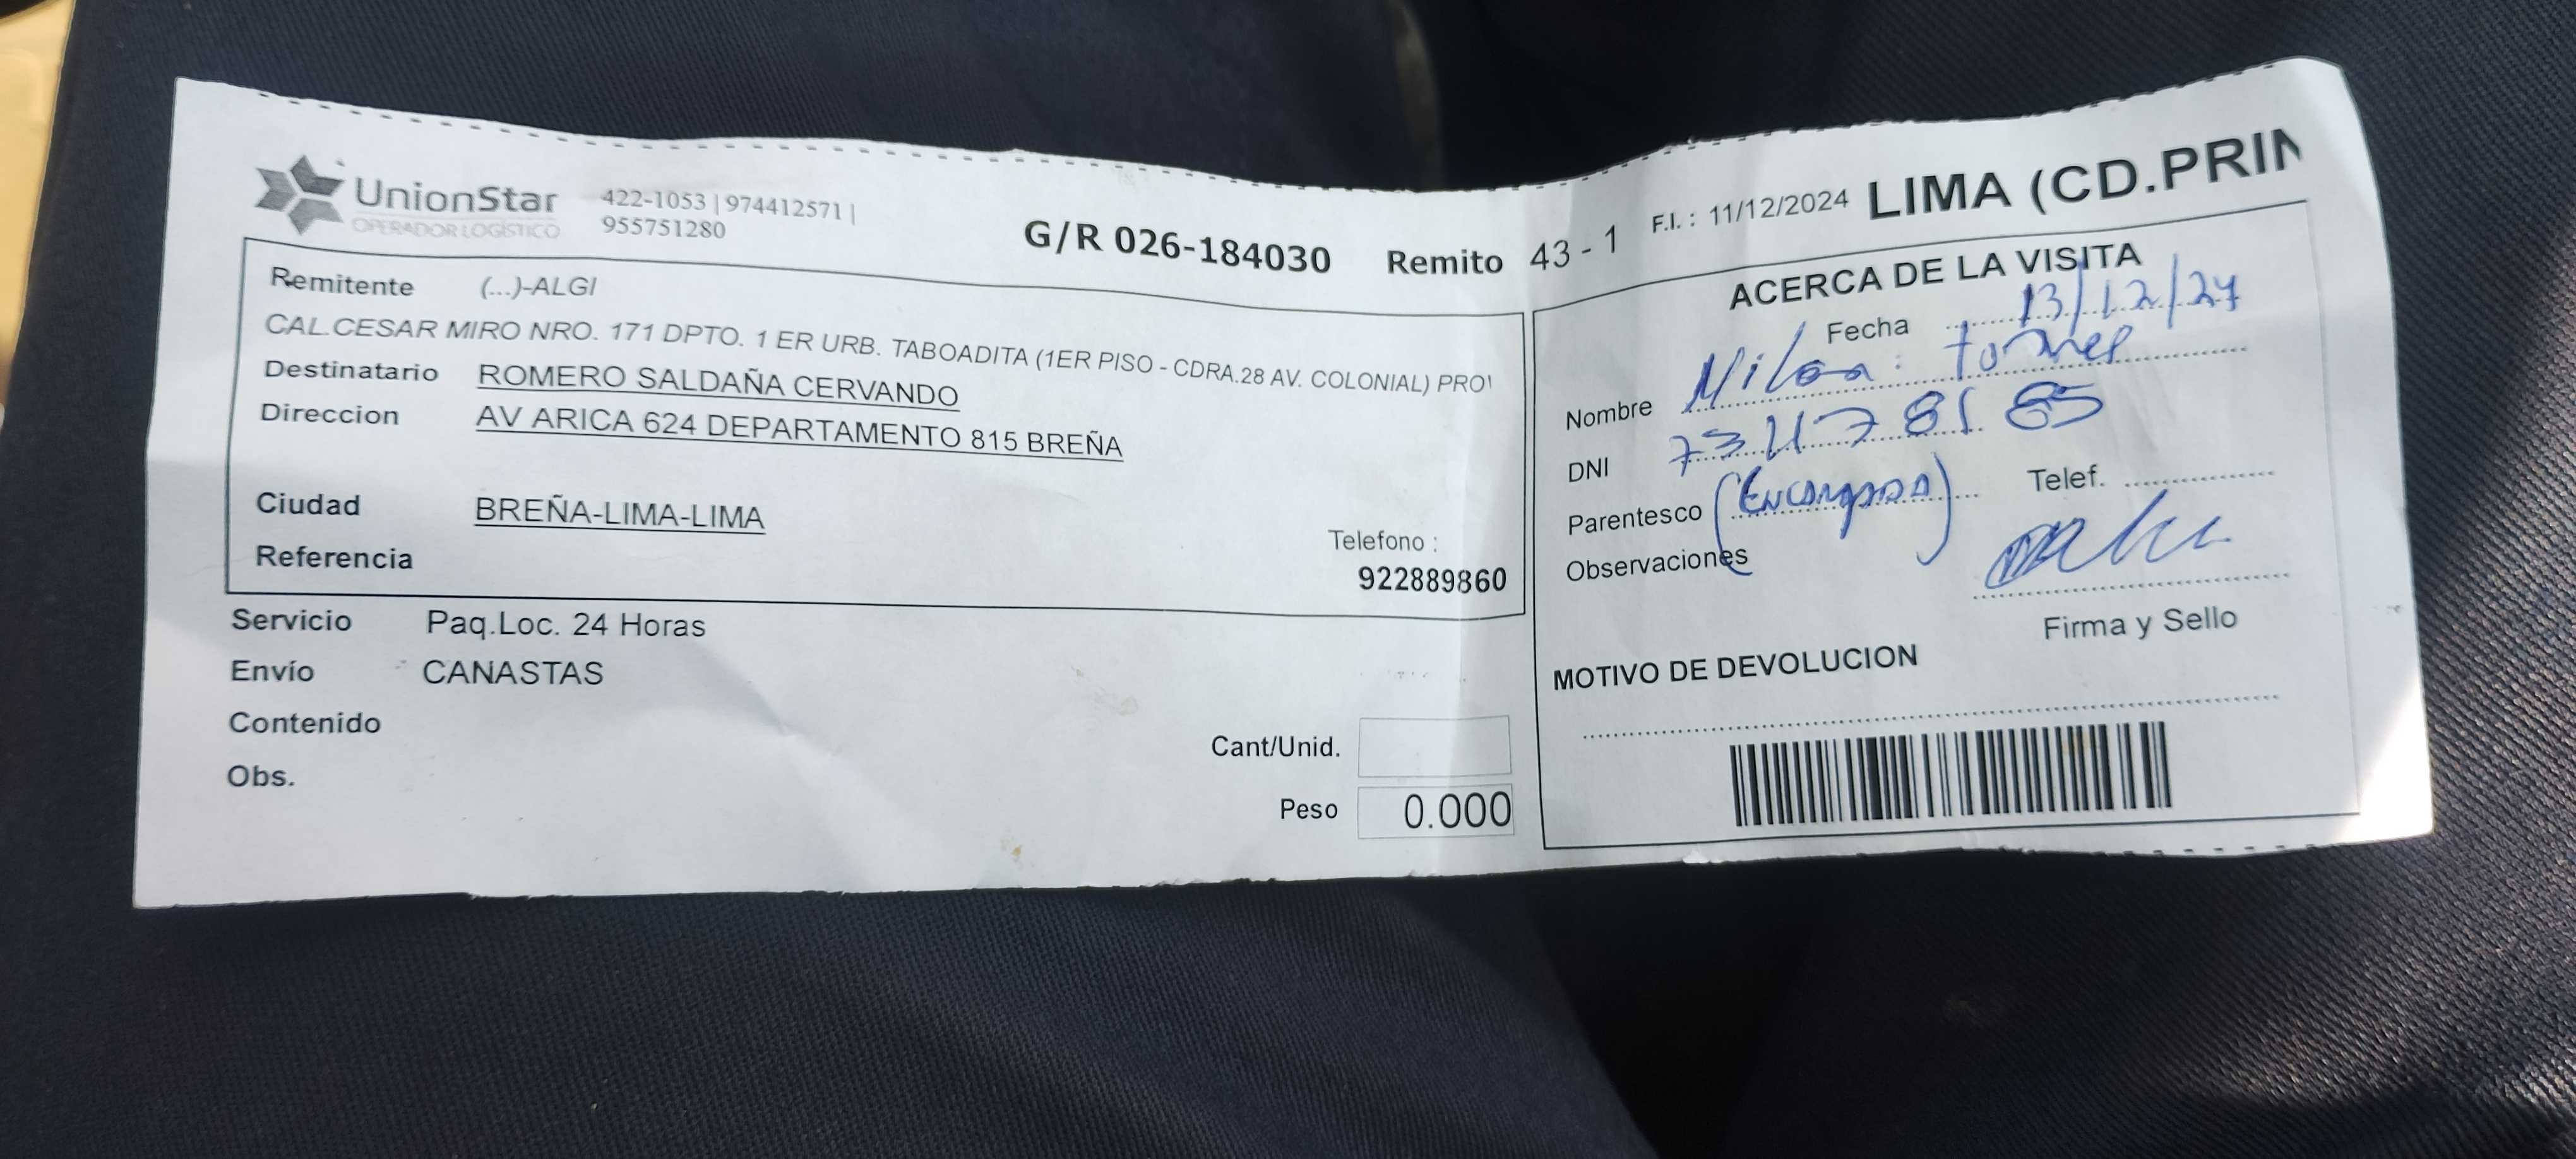 UnionStar
OPERADOR LOGÍSTICO
422-1053 | 974412571 |
955751280
G/R 026-184030 Remito 43 - 1
F.I. : 11/12/2024 LIMA (CD.PRIN
Remitente (...)-ALGI
CAL.CESAR MIRO NRO. 171 DPTO. 1 ER URB. TABOADITA (1ER PISO - CDRA.28 AV. COLONIAL) PRO
Destinatario ROMERO SALDAÑA CERVANDO
Direccion AV ARICA 624 DEPARTAMENTO 815 BREÑA
Ciudad BREÑA-LIMA-LIMA
Referencia
Telefono :
922889860
Servicio Paq.Loc. 24 Horas
Envío CANASTAS
Contenido
Obs.
Cant/Unid.
Peso 0.000
ACERCA DE LA VISITA
Fecha 13/12/24
Nombre Torres
DNI
Parentesco (ENCARGADA) Telef.
Observaciones
Firma y Sello
MOTIVO DE DEVOLUCION